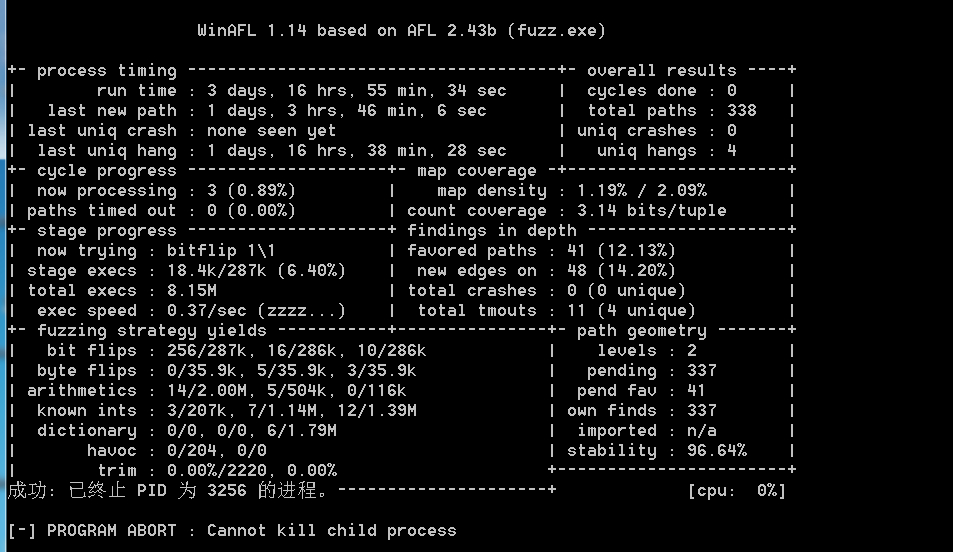 WinAFL 1.14 based on AFL 2.43b (fuzz.exe)
+- process timing -------------------------------------+- overall results ----+
|        run time : 3 days, 16 hrs, 55 min, 34 sec     |  cycles done : 0     |
|   last new path : 1 days, 3 hrs, 46 min, 6 sec       |  total paths : 338   |
| last uniq crash : none seen yet                      | uniq crashes : 0     |
|  last uniq hang : 1 days, 16 hrs, 38 min, 28 sec     |   uniq hangs : 4     |
+- cycle progress --------------------+- map coverage -+----------------------+
|  now processing : 3 (0.89%)         |    map density : 1.19% / 2.09%        |
| paths timed out : 0 (0.00%)         | count coverage : 3.14 bits/tuple      |
+- stage progress --------------------+ findings in depth --------------------+
|  now trying : bitflip 1\1           | favored paths : 41 (12.13%)           |
| stage execs : 18.4k/287k (6.40%)    |  new edges on : 48 (14.20%)           |
| total execs : 8.15M                 | total crashes : 0 (0 unique)          |
|  exec speed : 0.37/sec (zzzz...)    |  total tmouts : 11 (4 unique)         |
+- fuzzing strategy yields -----------+---------------+- path geometry -------+
|   bit flips : 256/287k, 16/286k, 10/286k            |    levels : 2         |
|  byte flips : 0/35.9k, 5/35.9k, 3/35.9k             |   pending : 337       |
| arithmetics : 14/2.00M, 5/504k, 0/116k              |  pend fav : 41        |
|  known ints : 3/207k, 7/1.14M, 12/1.39M             | own finds : 337       |
|  dictionary : 0/0, 0/0, 6/1.79M                     |  imported : n/a       |
|       havoc : 0/204, 0/0                            | stability : 96.64%    |
|        trim : 0.00%/2220, 0.00%                     +-----------------------+
成功: 已终止 PID 为 3256 的进程。---------------------+             [cpu:  0%]
[-] PROGRAM ABORT : Cannot kill child process